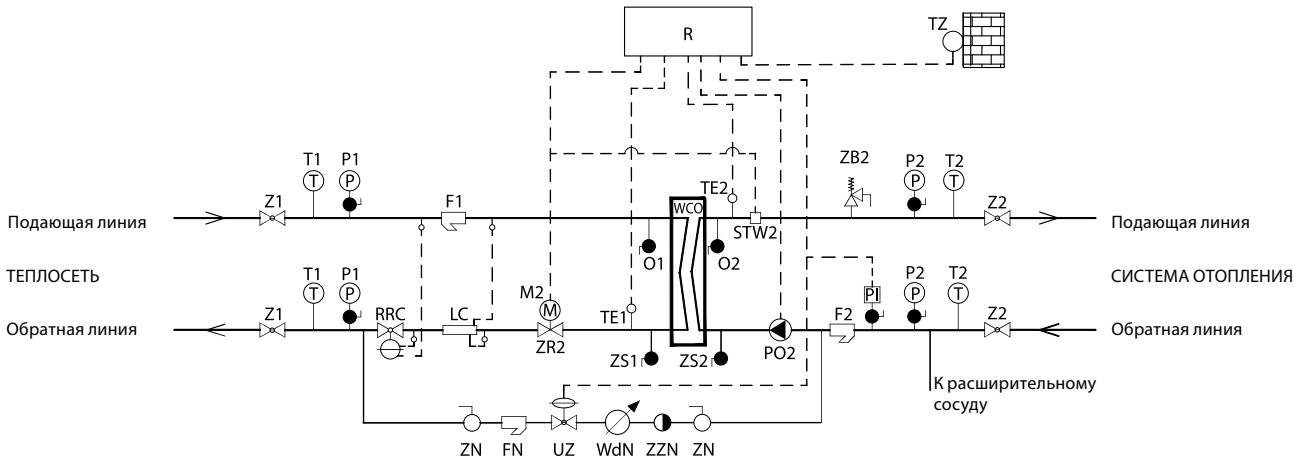 R
TZ
T1 P1
ZB2
P2 T2
Z1
F1
WCO
TE2
Z2
Подающая линия
STW2
Подающая линия
O1 O2
ТЕПЛОСЕТЬ
СИСТЕМА ОТОПЛЕНИЯ
T1 P1
M2
PI
P2 T2
Z1
RRC
LC
TE1
F2
Z2
Обратная линия
Обратная линия
ZR2
ZS1 ZS2
PO2
К расширительному
сосуду
ZN FN UZ WdN ZZN ZN
T P P T
T P M P T